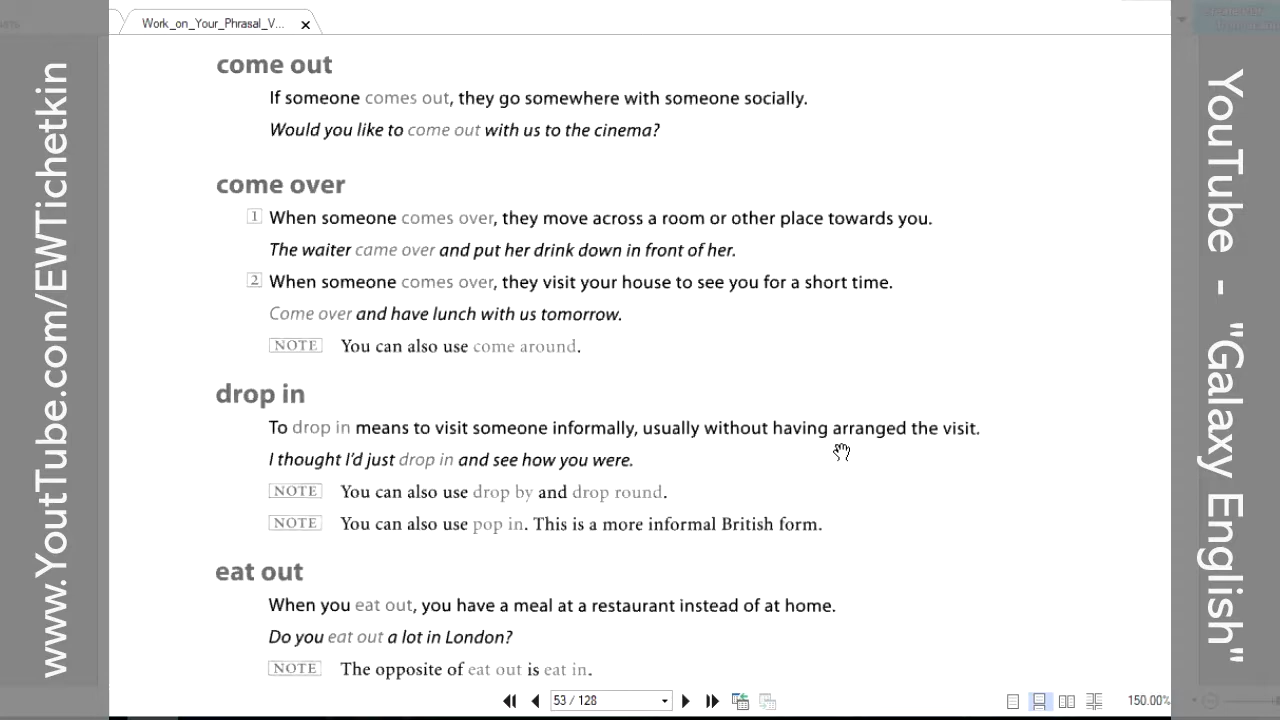 Work_on_Your_Phrasal_V...
come out
If someone comes out, they go somewhere with someone socially.
Would you like to come out with us to the cinema?
come over
1 When someone comes over, they move across a room or other place towards you.
The waiter came over and put her drink down in front of her.
2 When someone comes over, they visit your house to see you for a short time.
Come over and have lunch with us tomorrow.
NOTE You can also use come around.
drop in
To drop in means to visit someone informally, usually without having arranged the visit.
I thought I'd just drop in and see how you were.
NOTE You can also use drop by and drop round.
NOTE You can also use pop in. This is a more informal British form.
eat out
When you eat out, you have a meal at a restaurant instead of at home.
Do you eat out a lot in London?
NOTE The opposite of eat out is eat in.
53 / 128
150.00%
www.YoutTube.com/EWTichetkin
YouTube - "Galaxy English"